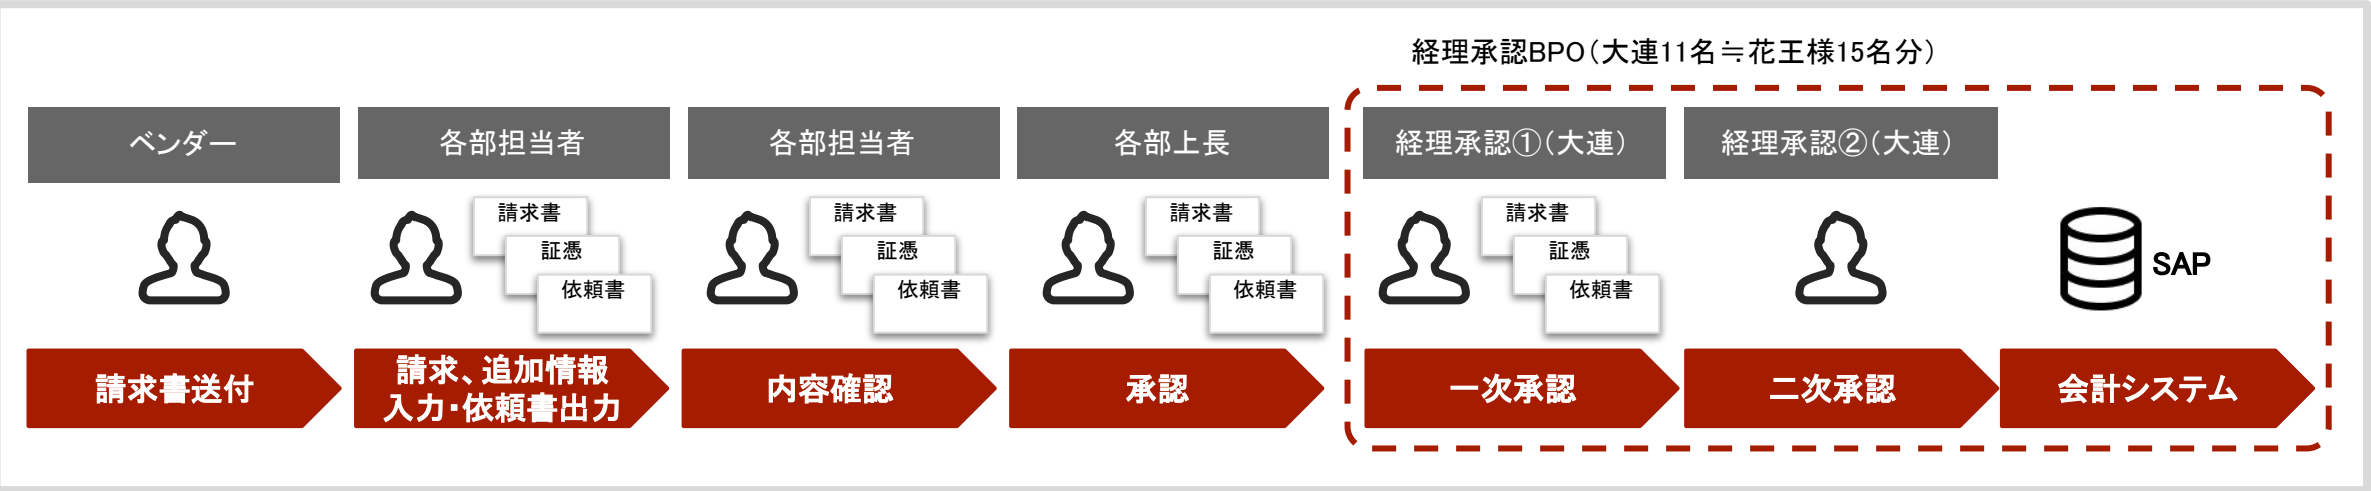 経理承認BPO（大連11名≒花王様15名分）
ベンダー
各部担当者
各部担当者
各部上長
経理承認①（大連）
経理承認②（大連）
請求書
証憑
依頼書
請求書
証憑
依頼書
請求書
証憑
依頼書
請求書
証憑
依頼書
SAP
請求書送付
請求、追加情報
入力・依頼書出力
内容確認
承認
一次承認
二次承認
会計システム